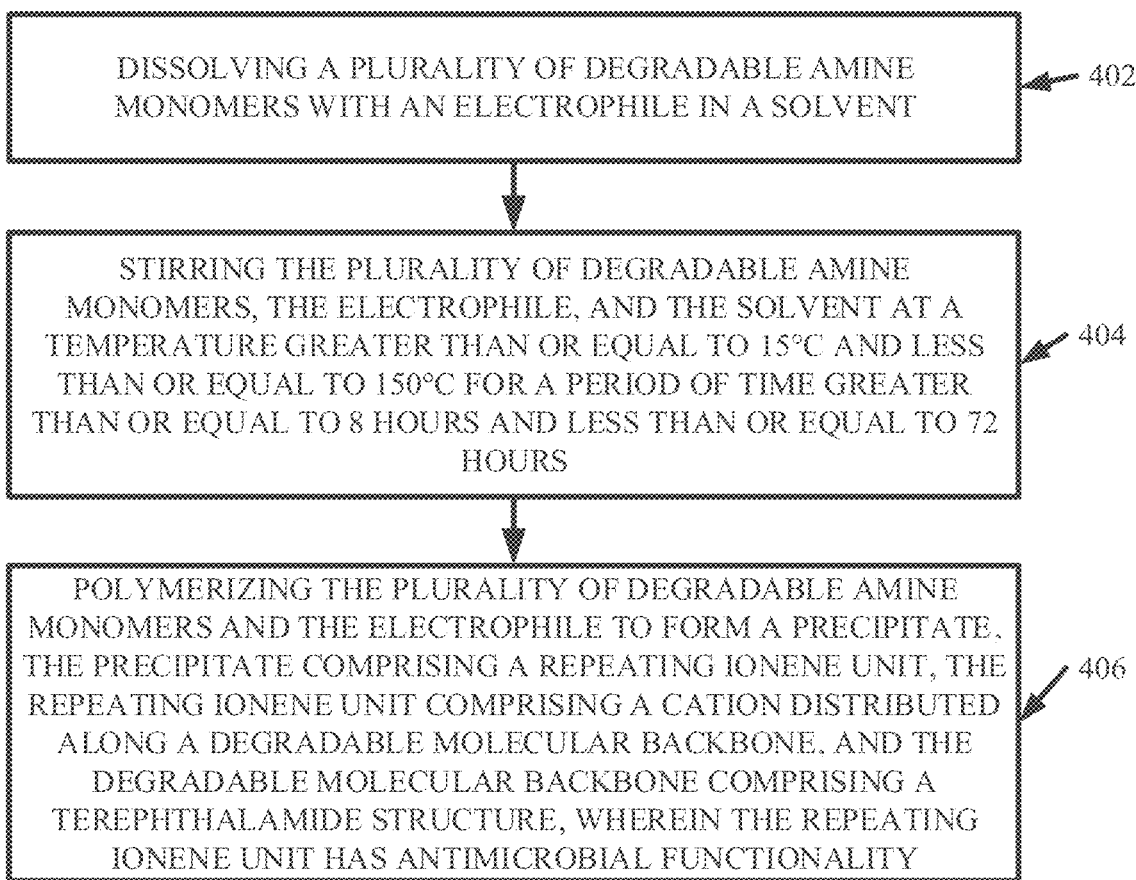 DISSOLVING A PLURALITY OF DEGRADABLE AMINE
MONOMERS WITH AN ELECTROPHILE IN A SOLVENT
402
STIRRING THE PLURALITY OF DEGRADABLE AMINE
MONOMERS, THE ELECTROPHILE, AND THE SOLVENT AT A
TEMPERATURE GREATER THAN OR EQUAL TO 15°C AND LESS
THAN OR EQUAL TO 150°C FOR A PERIOD OF TIME GREATER
THAN OR EQUAL TO 8 HOURS AND LESS THAN OR EQUAL TO 72
HOURS
404
POLYMERIZING THE PLURALITY OF DEGRADABLE AMINE
MONOMERS AND THE ELECTROPHILE TO FORM A PRECIPITATE,
THE PRECIPITATE COMPRISING A REPEATING IONENE UNIT, THE
REPEATING IONENE UNIT COMPRISING A CATION DISTRIBUTED
ALONG A DEGRADABLE MOLECULAR BACKBONE, AND THE
DEGRADABLE MOLECULAR BACKBONE COMPRISING A
TEREPHTHALAMIDE STRUCTURE, WHEREIN THE REPEATING
IONENE UNIT HAS ANTIMICROBIAL FUNCTIONALITY
406